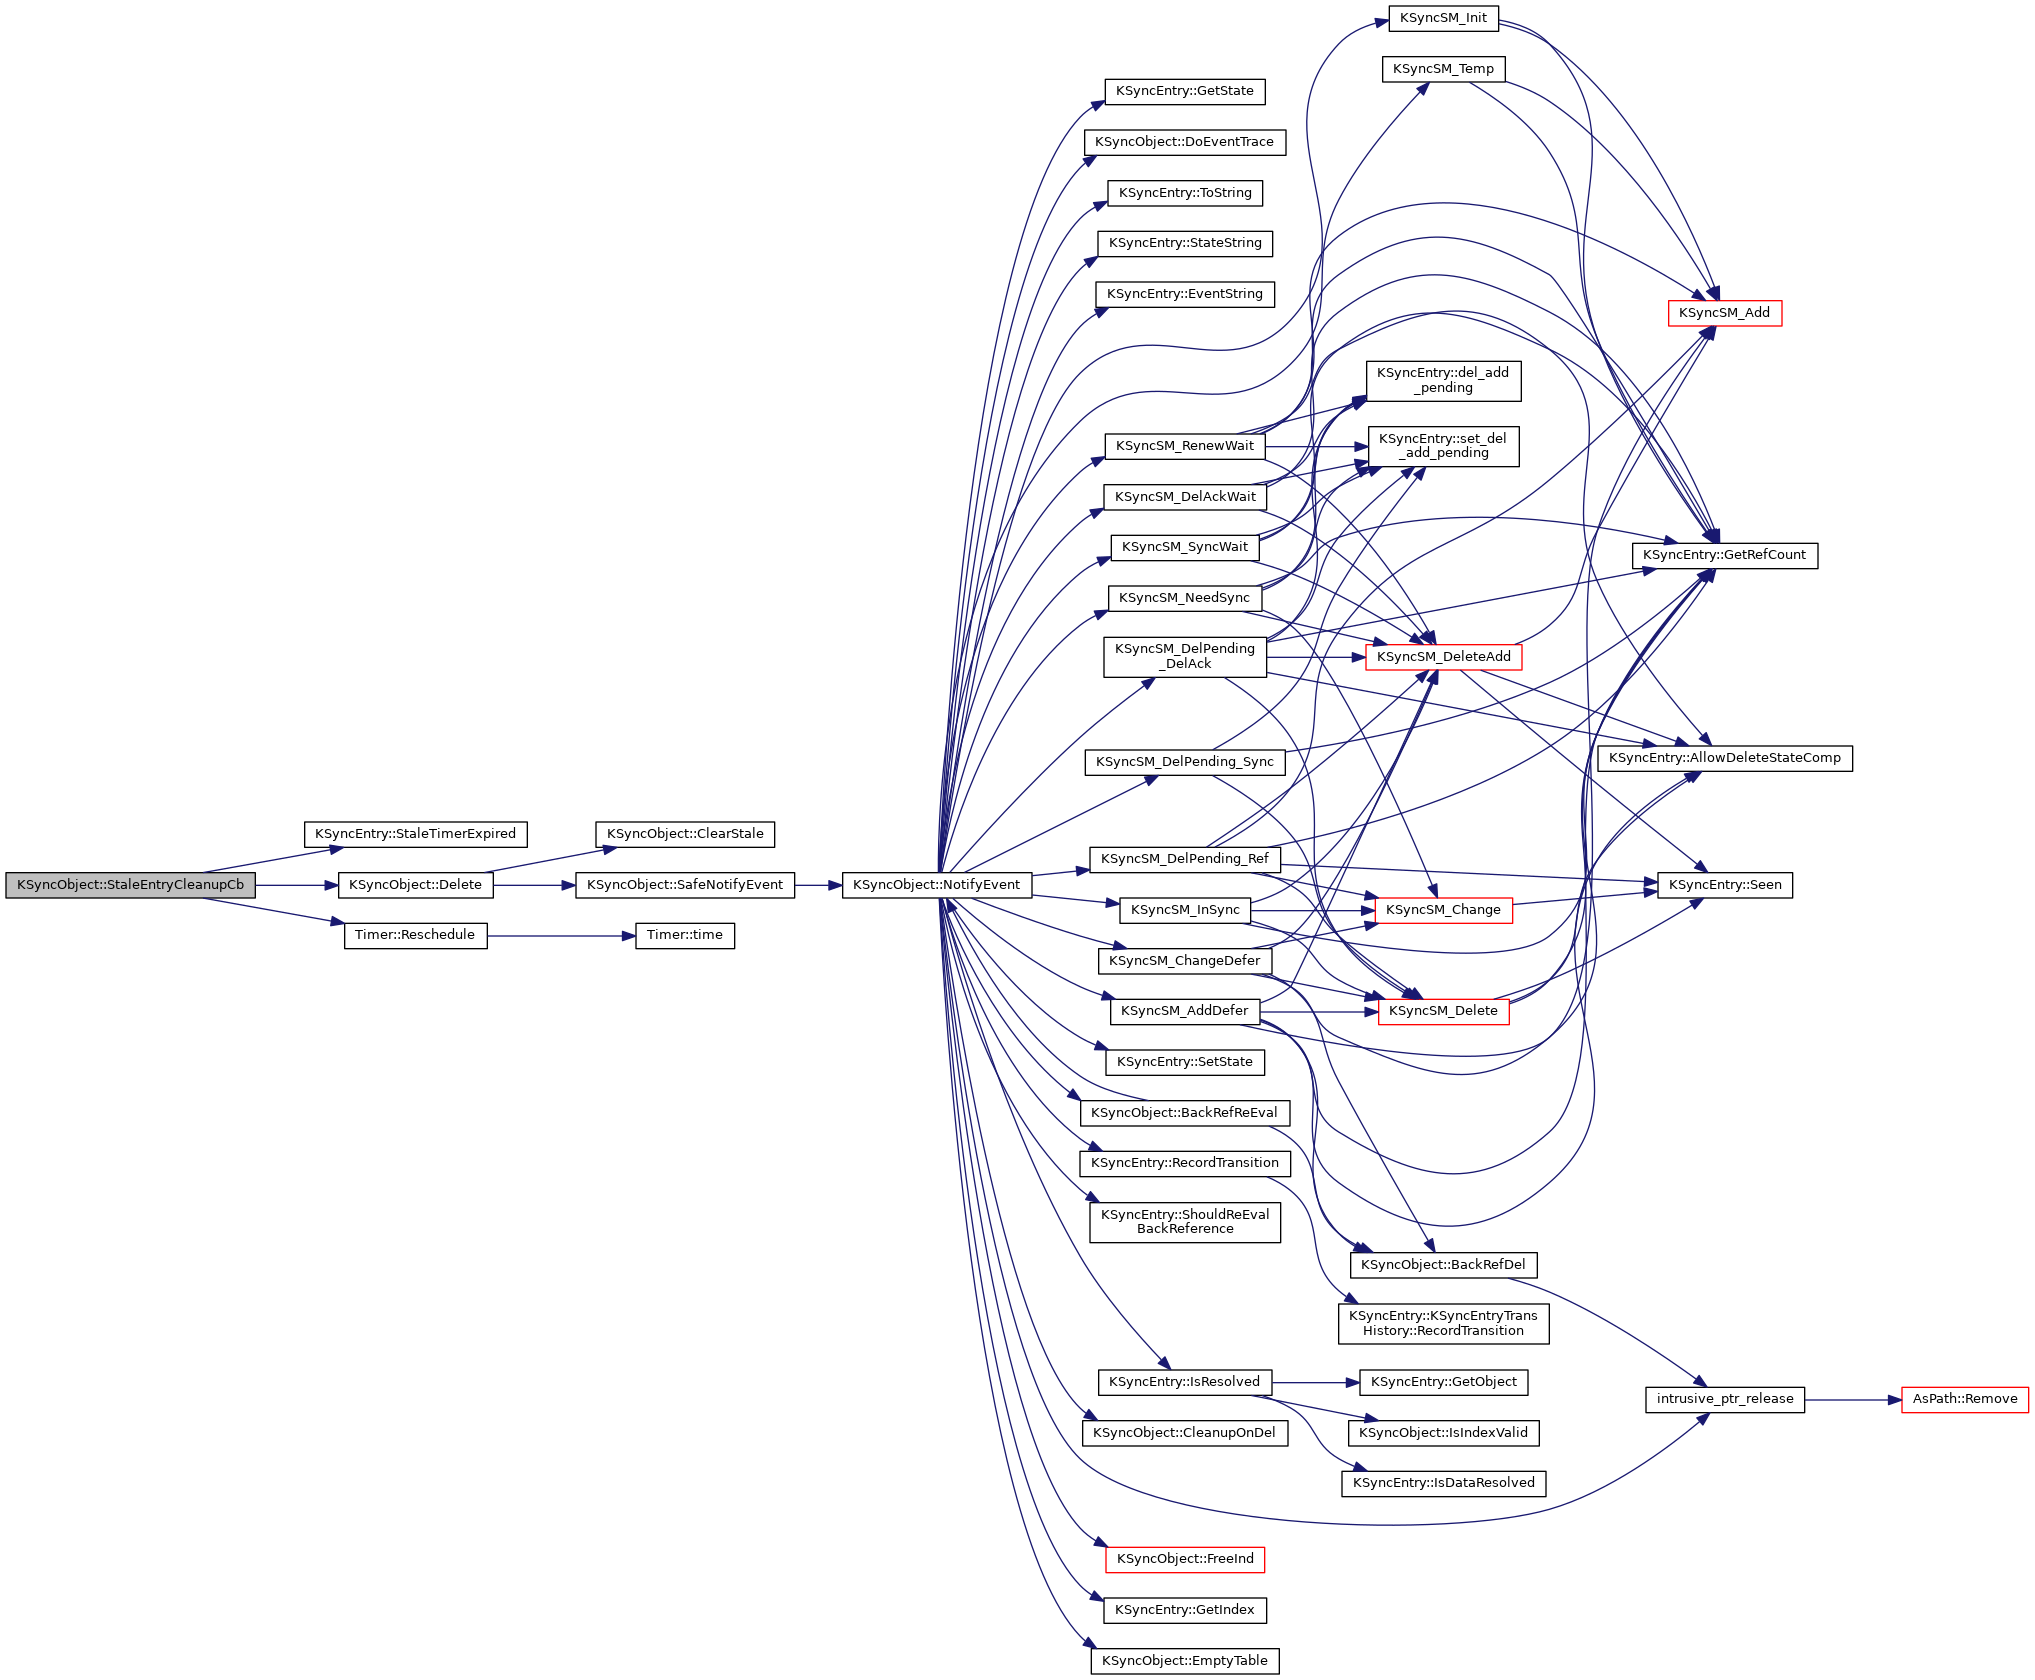 KSyncObject::StaleEntryCleanupCb
KSyncEntry::StaleTimerExpired
KSyncObject::Delete
Timer::Reschedule
KSyncObject::ClearStale
KSyncObject::SafeNotifyEvent
Timer::time
KSyncObject::NotifyEvent
KSyncEntry::GetState
KSyncObject::DoEventTrace
KSyncEntry::ToString
KSyncEntry::StateString
KSyncEntry::EventString
KSyncSM_RenewWait
KSyncSM_DelAckWait
KSyncSM_SyncWait
KSyncSM_NeedSync
KSyncSM_DelPending
_DelAck
KSyncSM_DelPending_Sync
KSyncSM_DelPending_Ref
KSyncSM_InSync
KSyncSM_ChangeDefer
KSyncSM_AddDefer
KSyncEntry::SetState
KSyncObject::BackRefReEval
KSyncEntry::RecordTransition
KSyncEntry::ShouldReEval
BackReference
KSyncEntry::IsResolved
KSyncObject::CleanupOnDel
KSyncObject::FreeInd
KSyncEntry::GetIndex
KSyncObject::EmptyTable
KSyncSM_Init
KSyncSM_Temp
KSyncEntry::del_add
_pending
KSyncEntry::set_del
_add_pending
KSyncSM_DeleteAdd
KSyncSM_Change
KSyncSM_Delete
KSyncObject::BackRefDel
KSyncEntry::KSyncEntryTrans
History::RecordTransition
KSyncEntry::GetObject
KSyncObject::IsIndexValid
KSyncEntry::IsDataResolved
KSyncSM_Add
KSyncEntry::GetRefCount
KSyncEntry::AllowDeleteStateComp
KSyncEntry::Seen
intrusive_ptr_release
AsPath::Remove